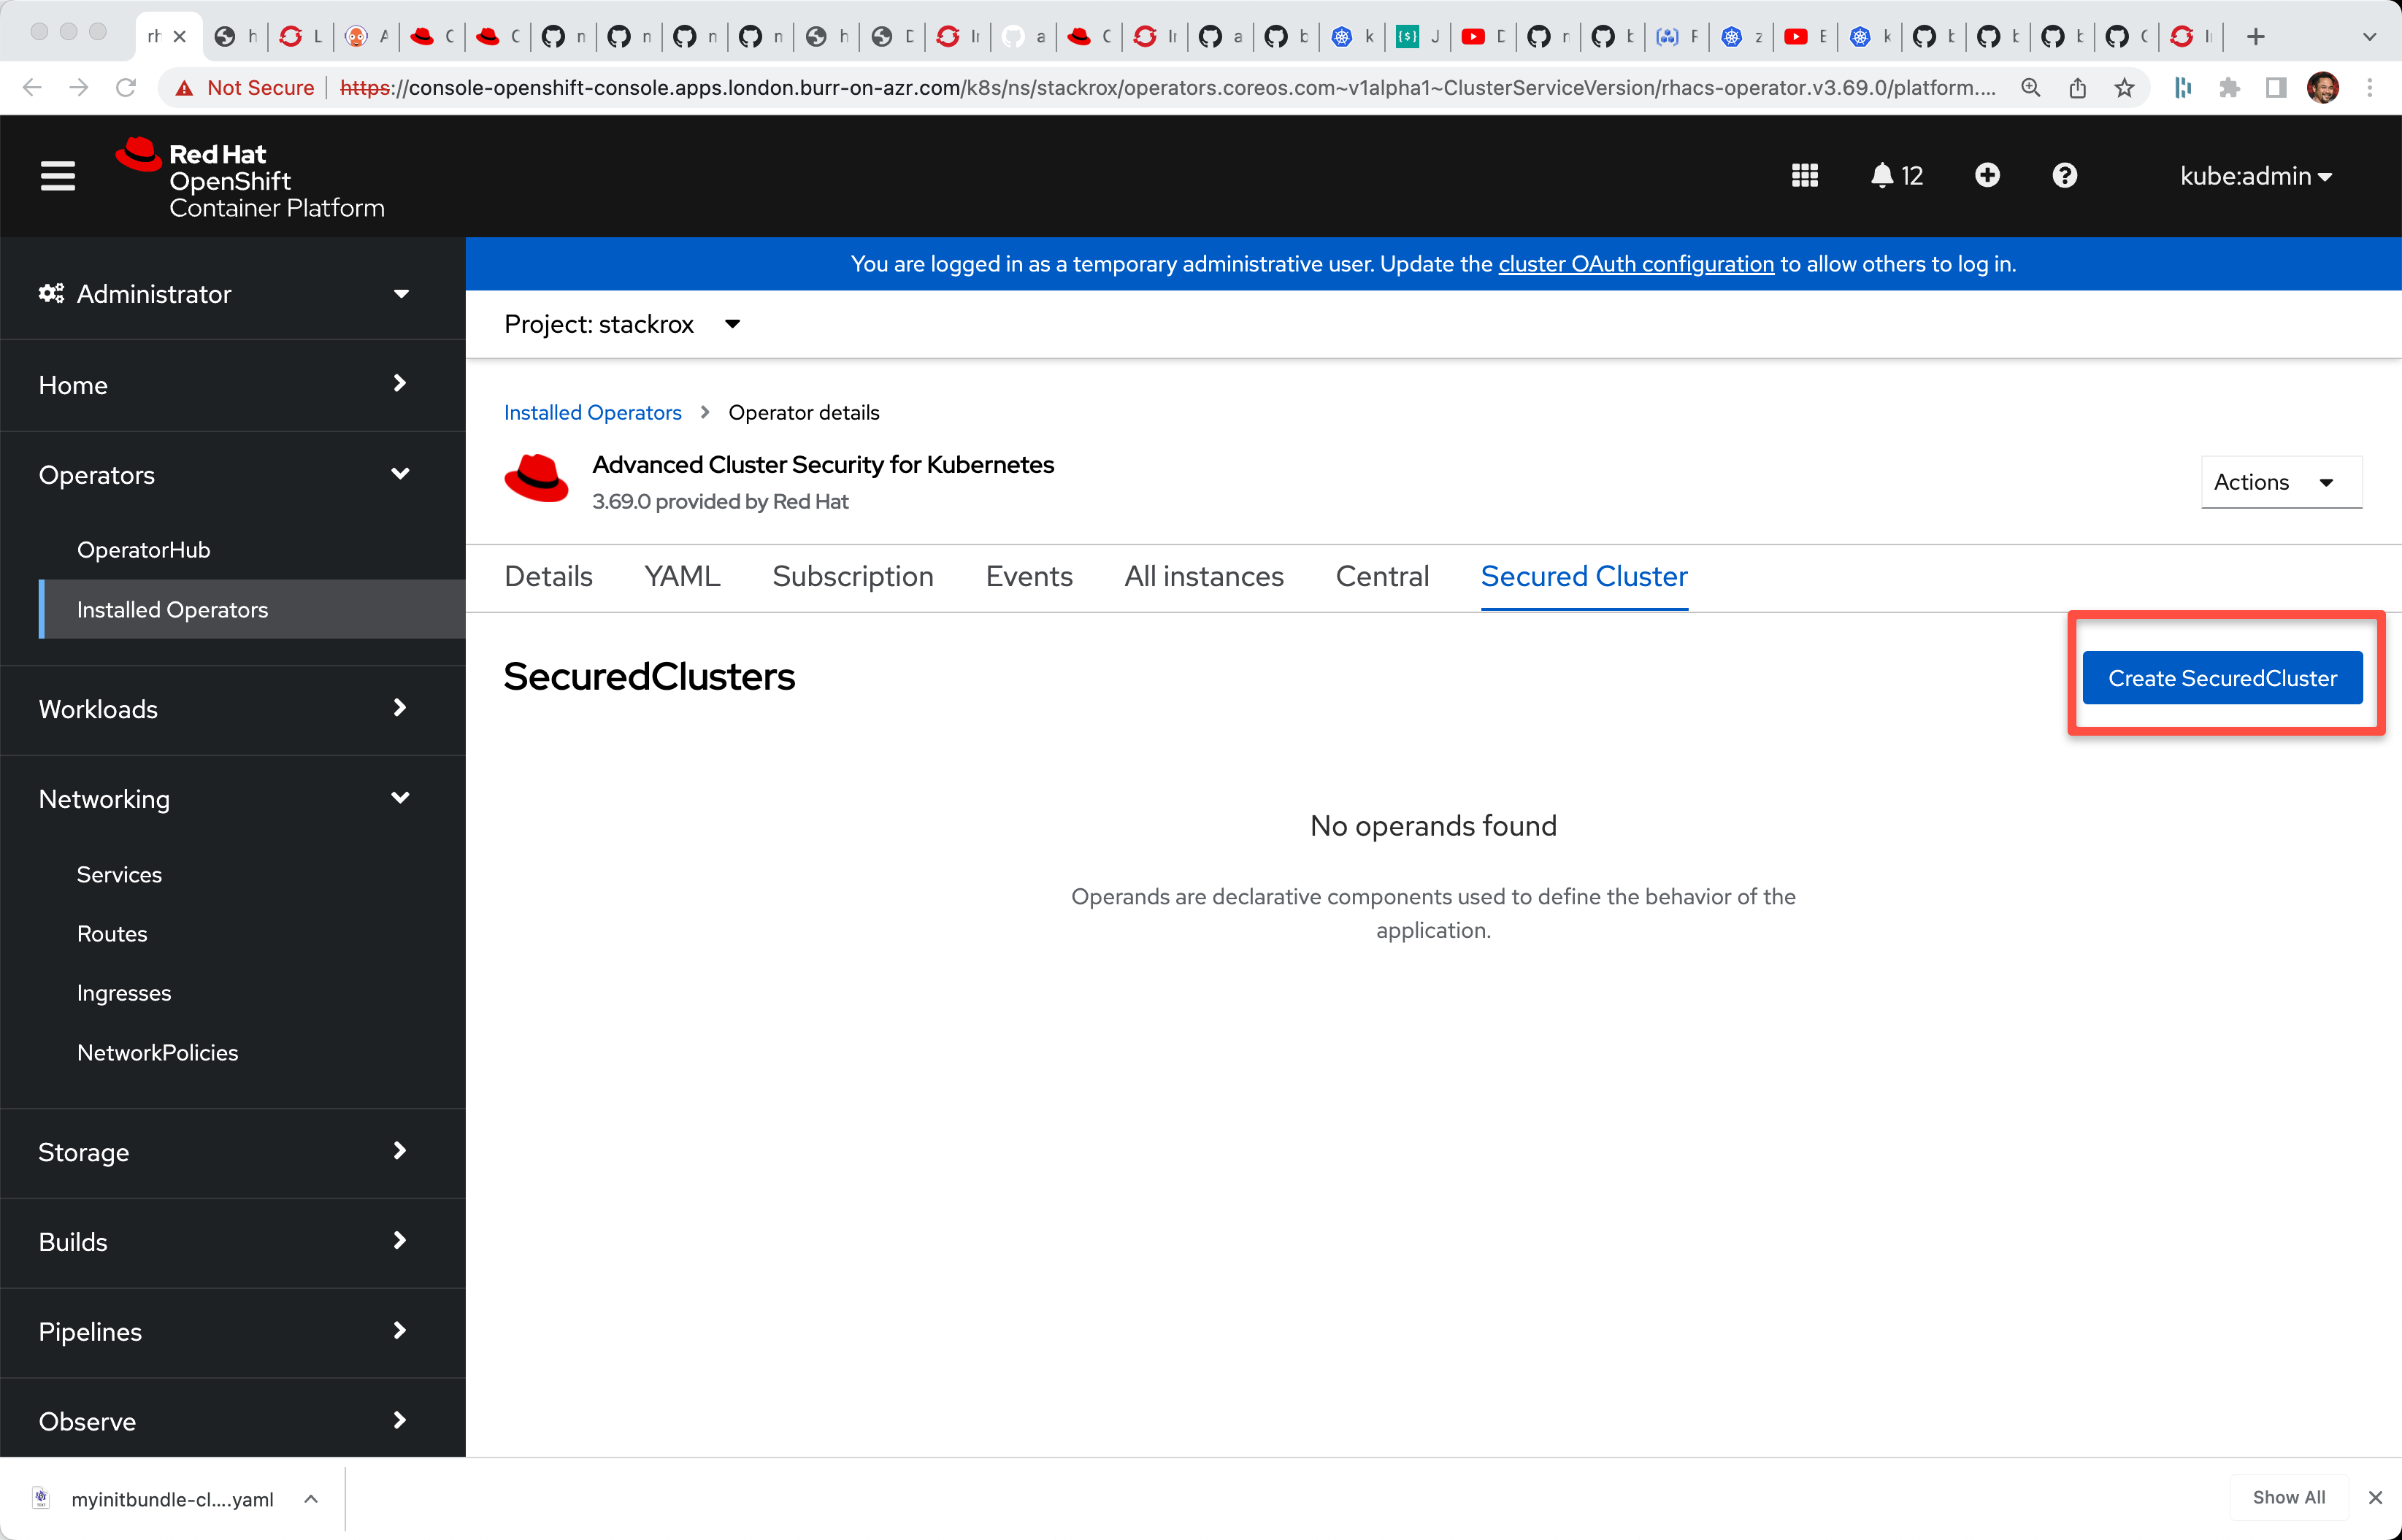 rh
h
L
A
C
C
n
n
n
n
h
D
I
a
C
I
a
b
k
{$} J
D
r
F
z
E
k
C
Not Secure https://console-openshift-console.apps.london.burr-on-azr.com/k8s/ns/stackrox/operators.coreos.com~v1alpha1~ClusterServiceVersion/rhacs-operator.v3.69.0/platform....
Red Hat
OpenShift
Container Platform
12
kube:admin
You are logged in as a temporary administrative user. Update the cluster OAuth configuration to allow others to log in.
Administrator
Home
Operators
OperatorHub
Installed Operators
Workloads
Networking
Services
Routes
Ingresses
NetworkPolicies
Storage
Builds
Pipelines
Observe
Project: stackrox
Installed Operators > Operator details
Advanced Cluster Security for Kubernetes
3.69.0 provided by Red Hat
Actions
Details YAML Subscription Events All instances Central Secured Cluster
SecuredClusters
Create SecuredCluster
No operands found
Operands are declarative components used to define the behavior of the
application.
myinitbundle-cl....yaml
Show All